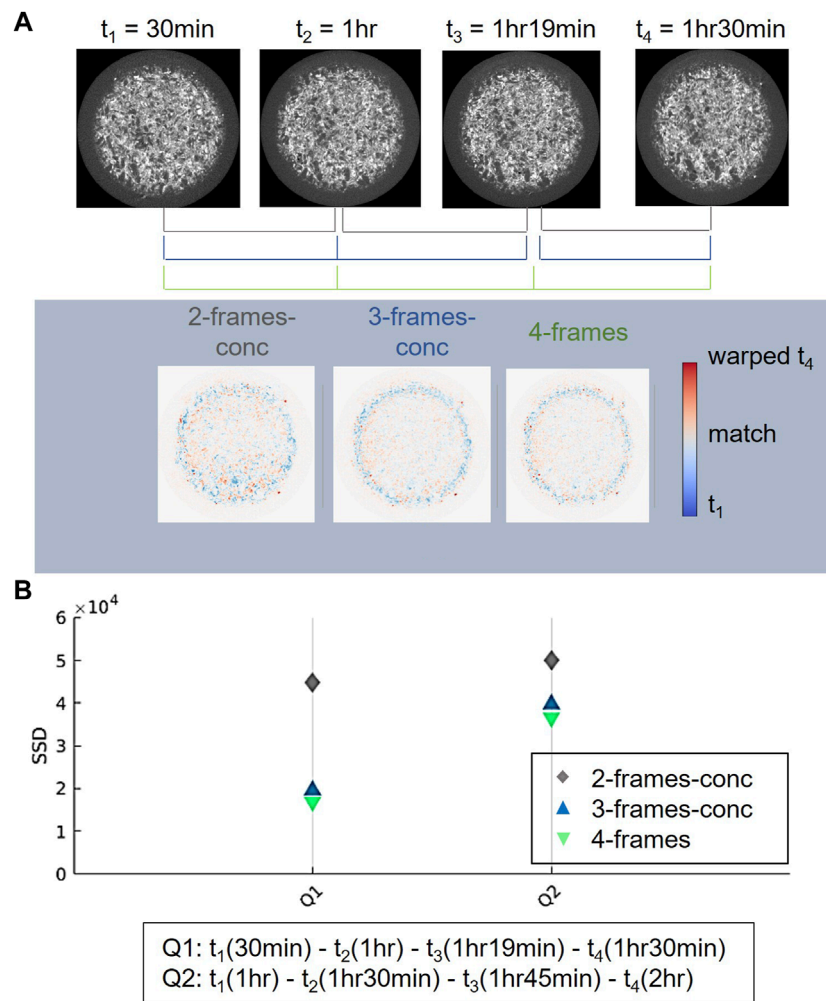 A
t₁ = 30min
t₂ = 1hr
t₃ = 1hr19min
t₄ = 1hr30min
2-frames-
conc
3-frames-
conc
4-frames
warped t₄
match
t₁
B
×10⁴
6
5
4
3
2
1
0
SSD
Q1
Q2
2-frames-conc
3-frames-conc
4-frames
Q1: t₁(30min) - t₂(1hr) - t₃(1hr19min) - t₄(1hr30min)
Q2: t₁(1hr) - t₂(1hr30min) - t₃(1hr45min) - t₄(2hr)